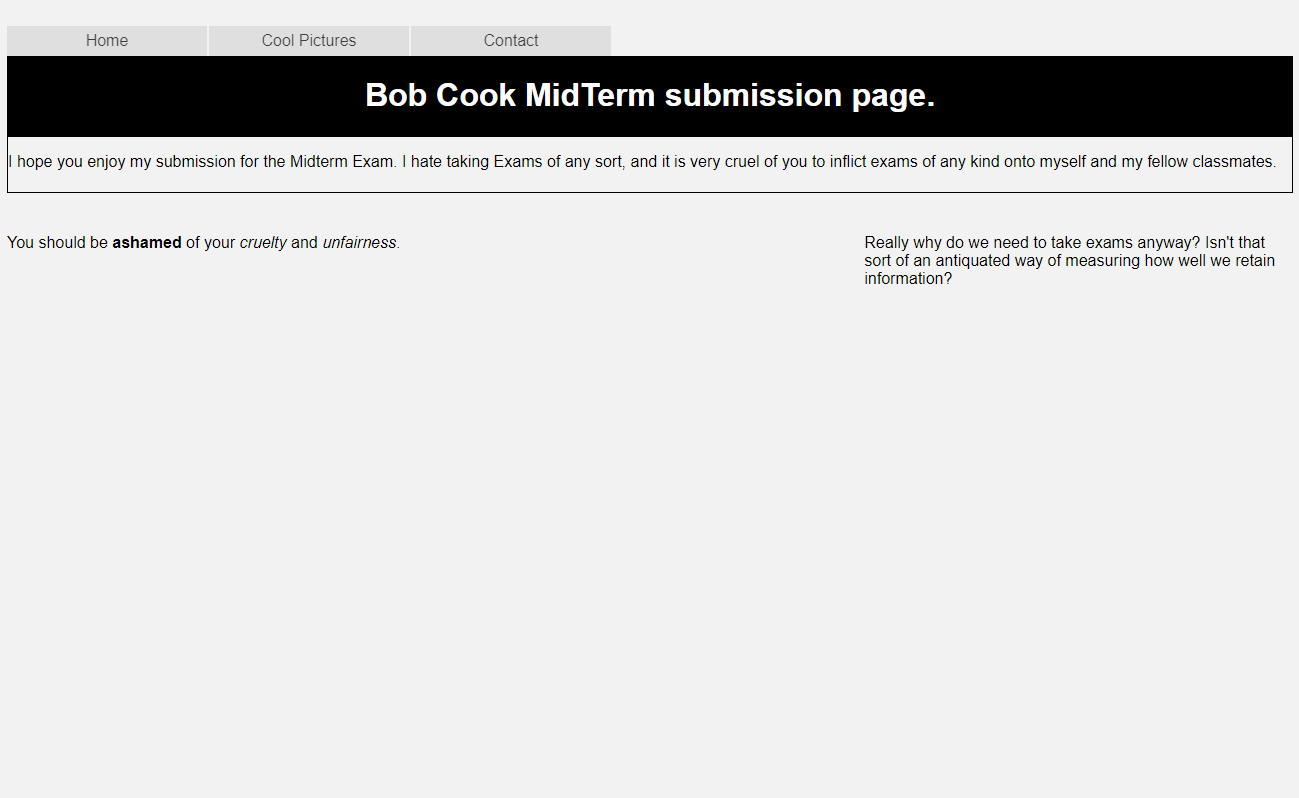 Home Cool Pictures Contact
Bob Cook MidTerm submission page.
I hope you enjoy my submission for the Midterm Exam. I hate taking Exams of any sort, and it is very cruel of you to inflict exams of any kind onto myself and my fellow classmates.
You should be ashamed of your cruelty and unfairness.
Really why do we need to take exams anyway? Isn't that
sort of an antiquated way of measuring how well we retain
information?